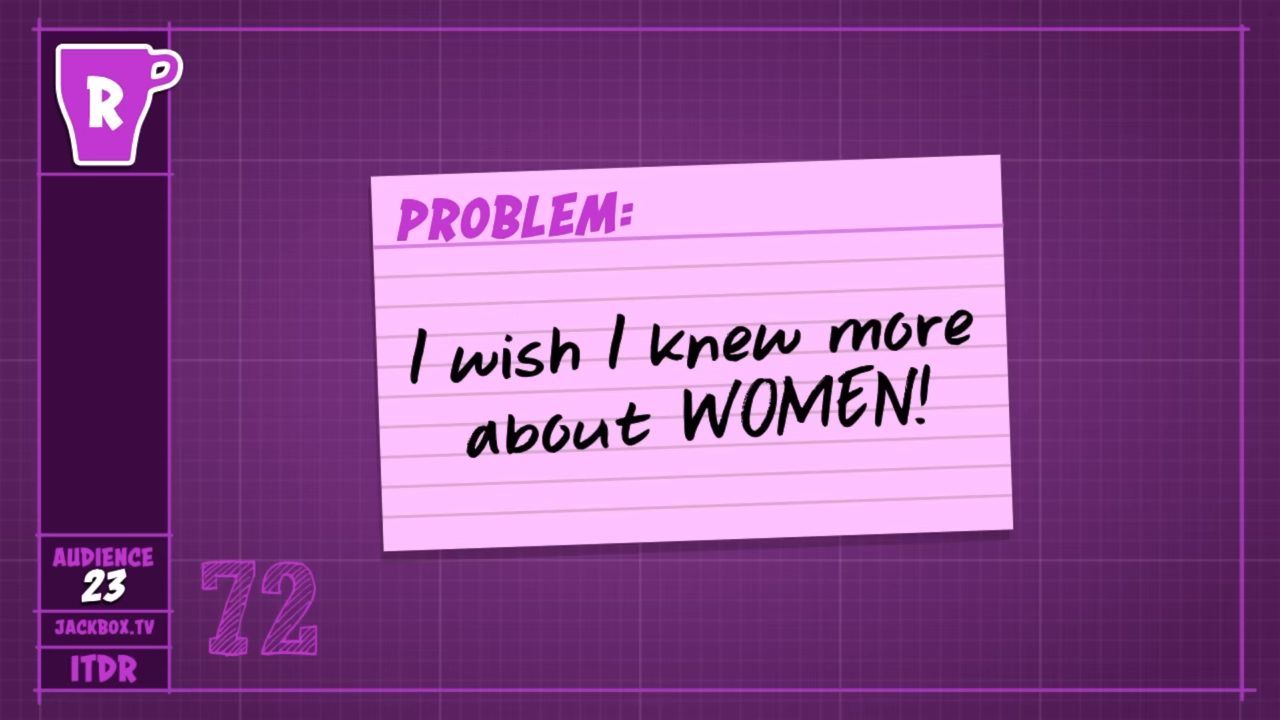 R
PROBLEM:
I wish I knew more
about WOMEN!
AUDIENCE
23
JACKBOX.TV
ITDR
72